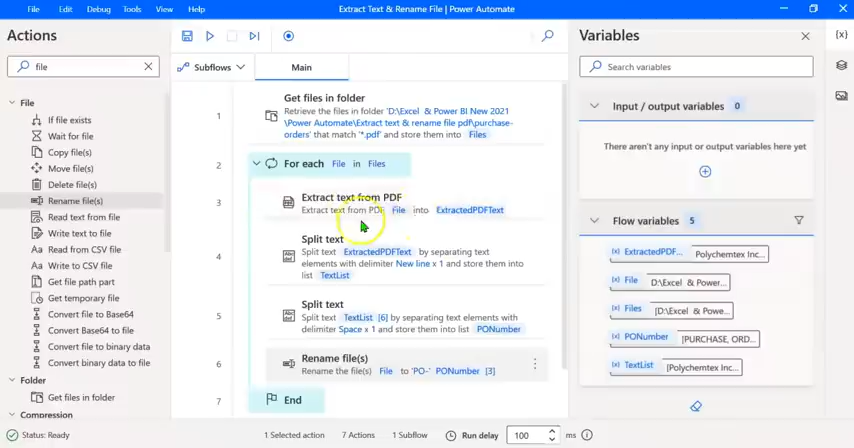 File Edit Debug Tools View Help Extract Text & Rename File | Power Automate
Actions
file
File
If file exists
Wait for file
Copy file(s)
Move file(s)
Delete file(s)
Rename file(s)
Read text from file
Write text to file
Read from CSV file
Write to CSV file
Get file path part
Get temporary file
Convert file to Base64
Convert Base64 to file
Convert file to binary data
Convert binary data to file
Folder
Get files in folder
Compression
Subflows Main
1 Get files in folder
Retrieve the files in folder 'D:\Excel & Power BI New 2021
\Power Automate\Extract text & rename file pdf\purchase-
orders' that match '*.pdf' and store them into Files
2 For each File in Files
3 Extract text from PDF
Extract text from PDF File into ExtractedPDFText
4 Split text
Split text ExtractedPDFText by separating text
elements with delimiter New line x 1 and store them into
list TextList
5 Split text
Split text TextList [6] by separating text elements with
delimiter Space x 1 and store them into list PONumber
6 Rename file(s)
Rename the file(s) File to 'PO-' PONumber [3]
7 End
Variables {x}
Search variables
Input / output variables 0
There aren't any input or output variables here yet
Flow variables 5
{x} ExtractedPDF... Polychemtex Inc...
{x} File D:\Excel & Power...
{x} Files [D:\Excel & Powe...
{x} PONumber [PURCHASE, ORD...
{x} TextList [Polychemtex Inc,...
Status: Ready 1 Selected action 7 Actions 1 Subflow Run delay 100 ms